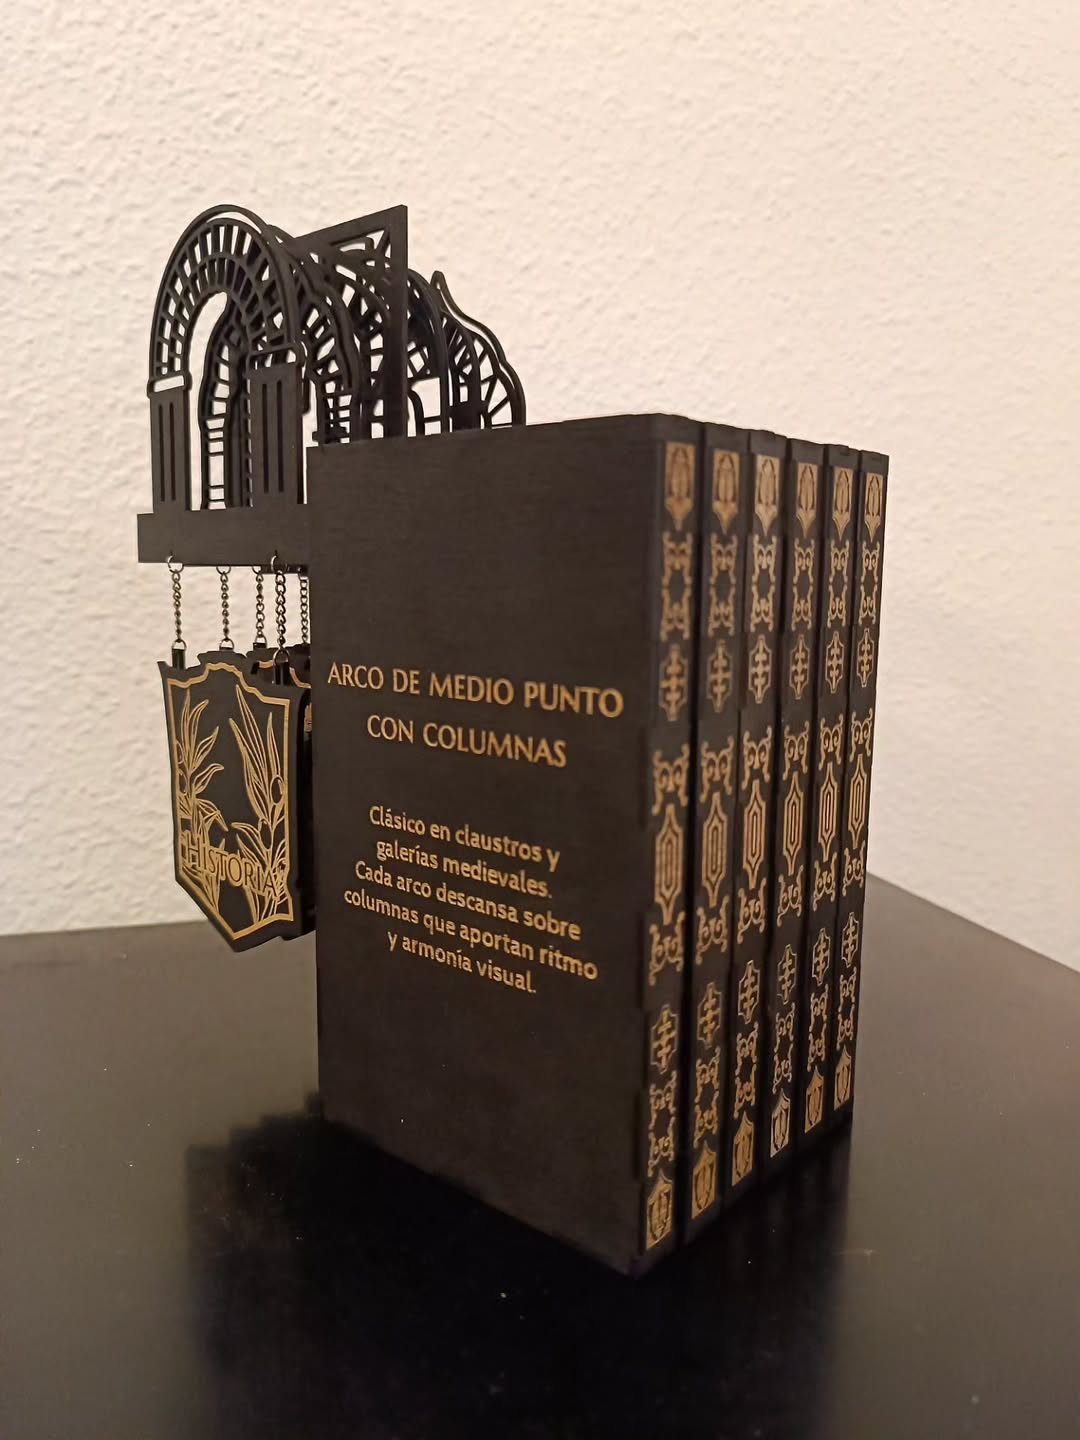 ARCO DE MEDIO PUNTO
CON COLUMNAS
Clásico en claustros y
galerías medievales.
Cada arco descansa sobre
columnas que aportan ritmo
y armonía visual.
HISTORIA